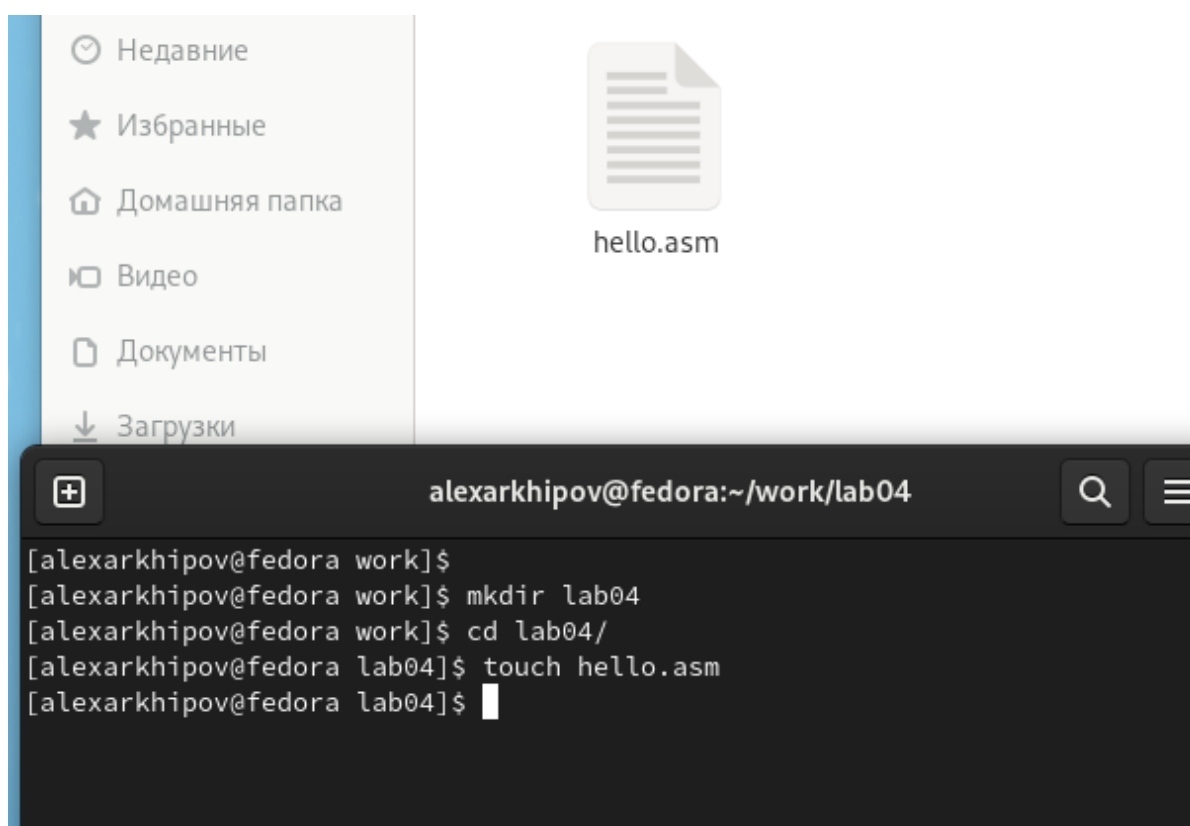 Недавние
Избранные
Домашняя папка
Видео
Документы
Загрузки
hello.asm
alexarkhipov@fedora:~/work/lab04
[alexarkhipov@fedora work]$
[alexarkhipov@fedora work]$ mkdir lab04
[alexarkhipov@fedora work]$ cd lab04/
[alexarkhipov@fedora lab04]$ touch hello.asm
[alexarkhipov@fedora lab04]$